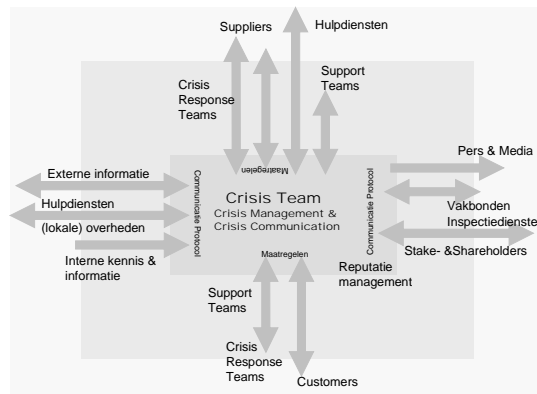 Suppliers
Hulpdiensten
Crisis
Response
Teams
Support
Teams
Pers & Media
Externe informatie
Hulpdiensten
(lokale) overheden
Interne kennis &
informatie
Communicatie Protocol
Maatregelen
Crisis Team
Crisis Management &
Crisis Communication
Maatregelen
Communicatie Protocol
Vakbonden
Inspectiedienste
Stake- &Shareholders
Reputatie
management
Support
Teams
Crisis
Response
Teams
Customers